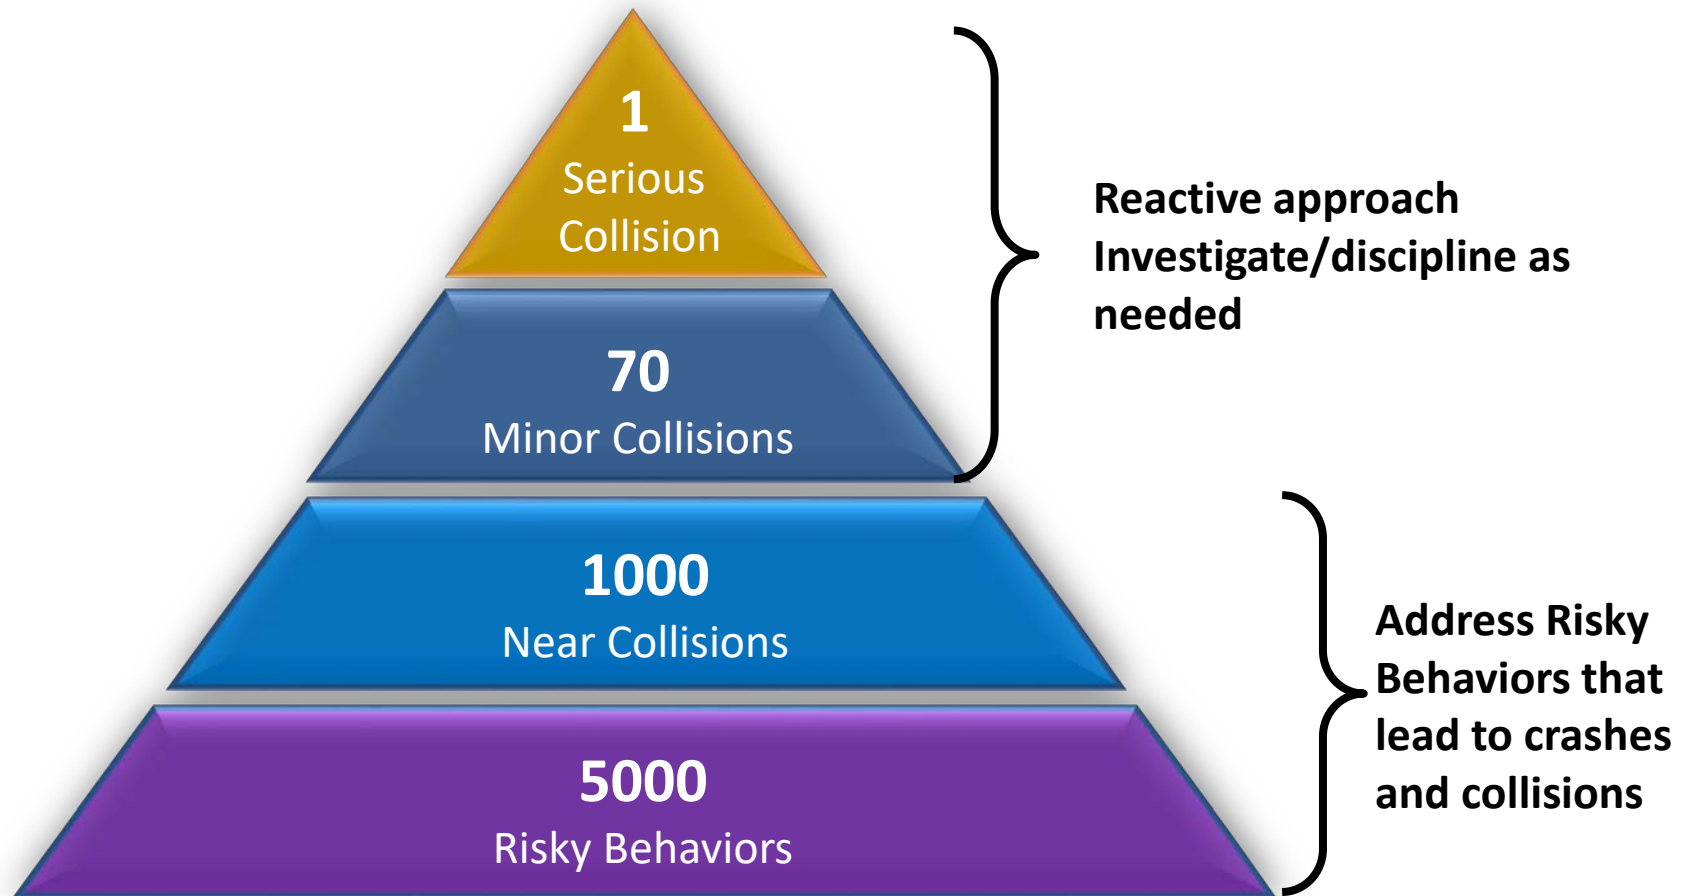 1
Serious
Collision
70
Minor Collisions
1000
Near Collisions
5000
Risky Behaviors
Reactive approach
Investigate/discipline as
needed
Address Risky
Behaviors that
lead to crashes
and collisions